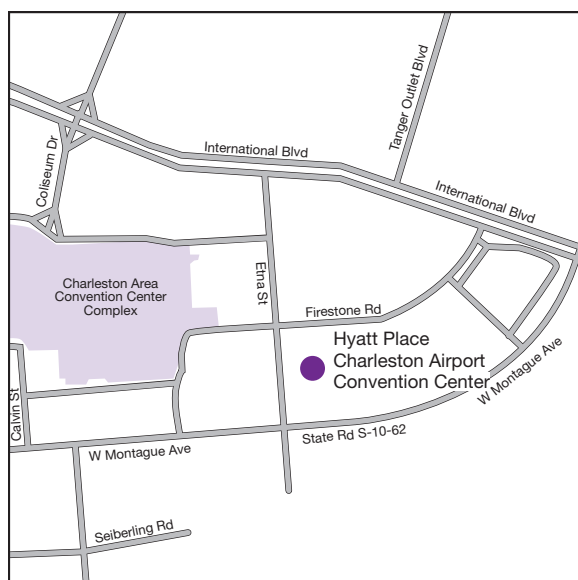 Tanger Outlet Blvd
International Blvd
Coliseum Dr
International Blvd
Charleston Area
Convention Center
Complex
Etna St
Firestone Rd
Hyatt Place
Charleston Airport
Convention Center
W Montague Ave
Calvin St
State Rd S-10-62
W Montague Ave
Seiberling Rd